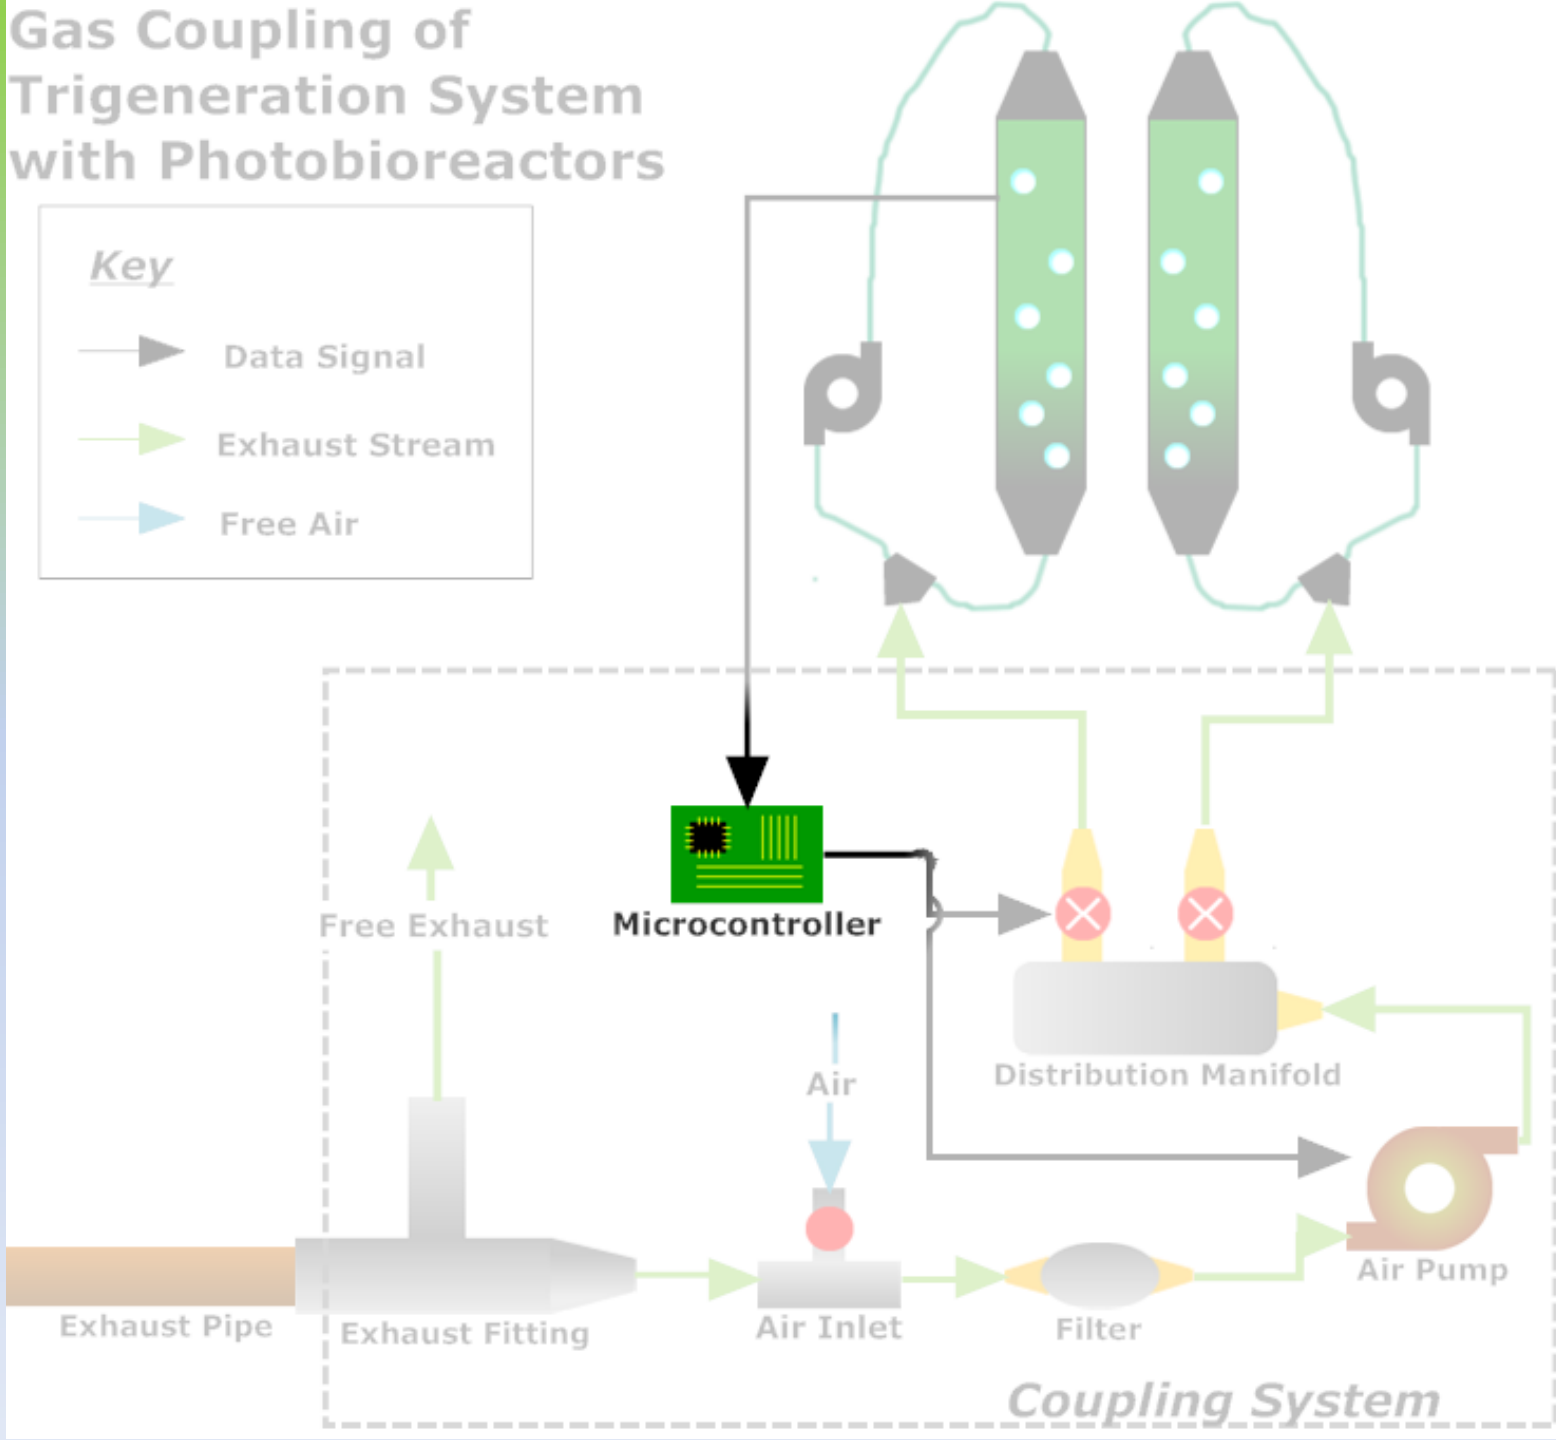 Gas Coupling of
Trigeneration System
with Photobioreactors
Key
Data Signal
Exhaust Stream
Free Air
Free Exhaust
Microcontroller
Air
Distribution Manifold
Air Pump
Exhaust Pipe
Exhaust Fitting
Air Inlet
Filter
Coupling System